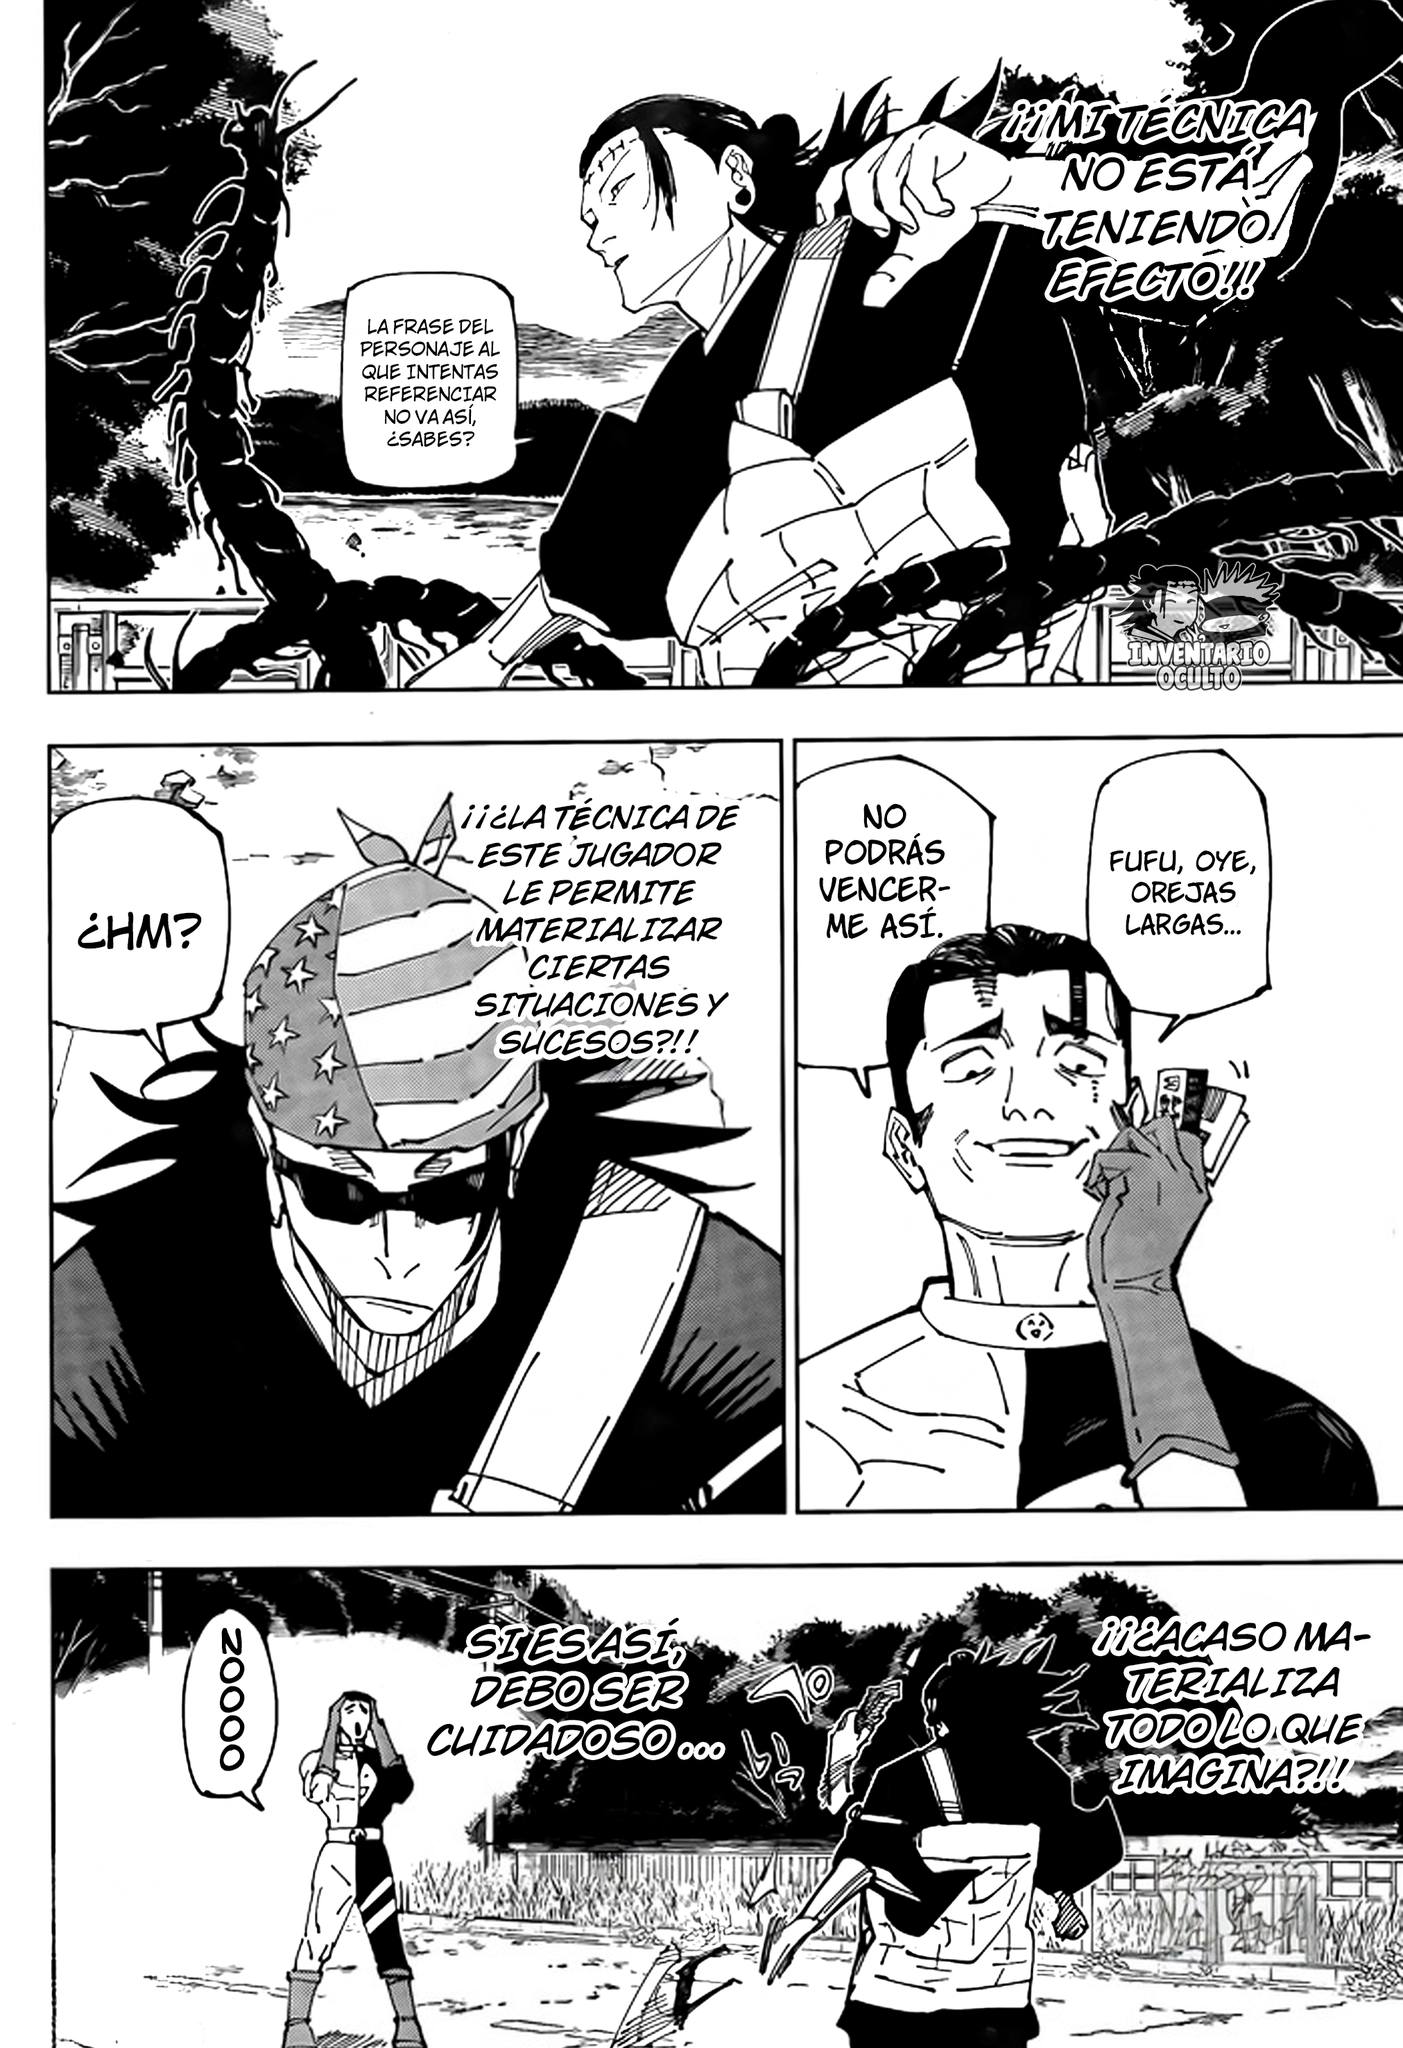 ¡¡MI TÉCNICA
NO ESTÁ
TENIENDO
EFECTO!!
LA FRASE DEL
PERSONAJE AL
QUE INTENTAS
REFERENCIAR
NO VA ASÍ,
¿SABES?
INVENTARIO
OCULTO
FUFU, OYE,
OREJAS
LARGAS...
NO
PODRÁS
VENCER-
ME ASÍ.
¡¡¿LA TÉCNICA DE
ESTE JUGADOR
LE PERMITE
MATERIALIZAR
CIERTAS
SITUACIONES Y
SUCESOS?!!
¿HM?
¡¡¿ACASO MA-
TERIALIZA
TODO LO QUE
IMAGINA?!!
SI ES ASÍ,
DEBO SER
CUIDADOSO...
NOOOO